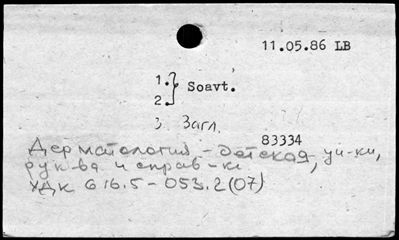 11.05.86 LB
1.} Soavt.
2.
3. Загл.
83334
Дерматология - детская, уч-ки,
рук-ва и справ-ки
УДК 616.5-053.2(07)